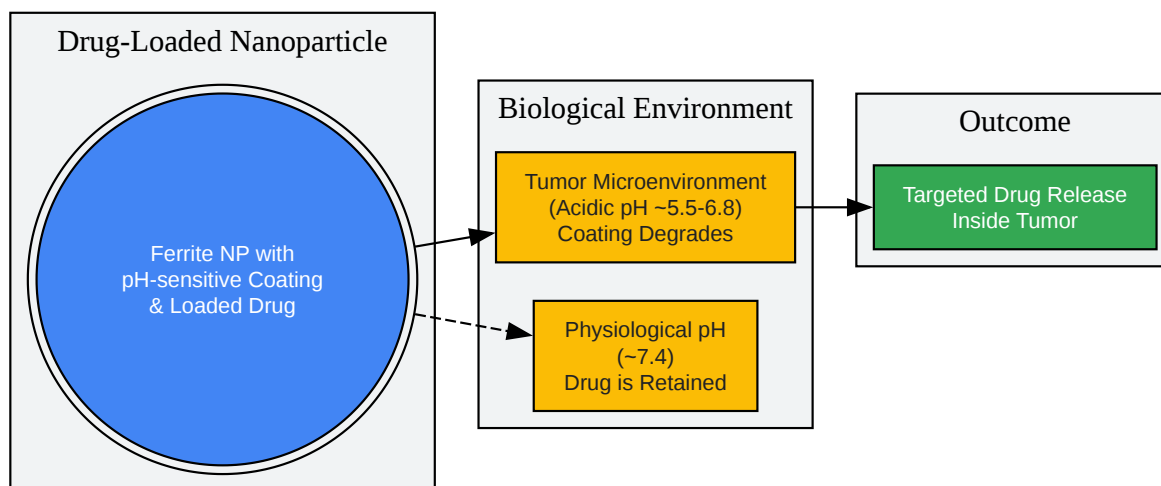 Drug-Loaded Nanoparticle
Ferrite NP with
pH-sensitive Coating
& Loaded Drug
Biological Environment
Tumor Microenvironment
(Acidic pH ~5.5-6.8)
Coating Degrades
Physiological pH
(~7.4)
Drug is Retained
Outcome
Targeted Drug Release
Inside Tumor